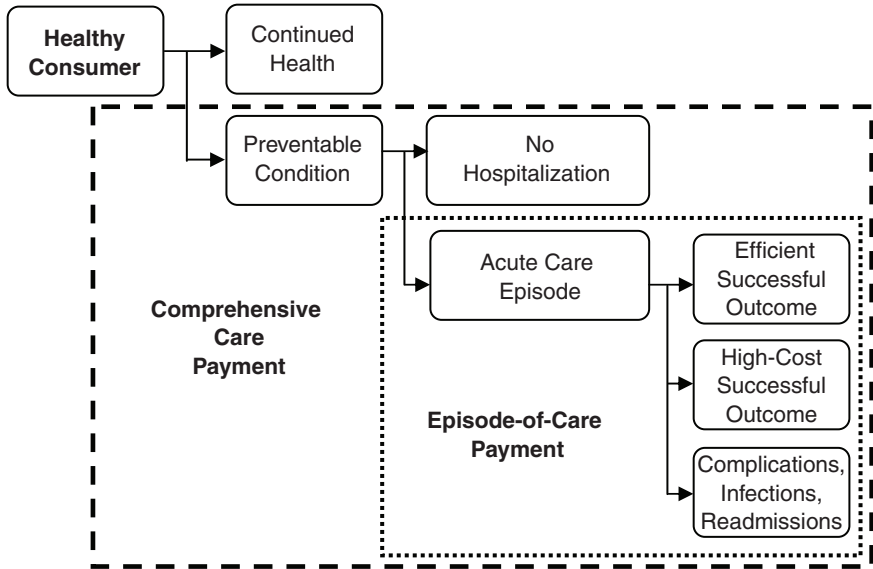 Healthy
Consumer
Continued
Health
Preventable
Condition
No
Hospitalization
Acute Care
Episode
Efficient
Successful
Outcome
Comprehensive
Care
Payment
High-Cost
Successful
Outcome
Episode-of-Care
Payment
Complications,
Infections,
Readmissions